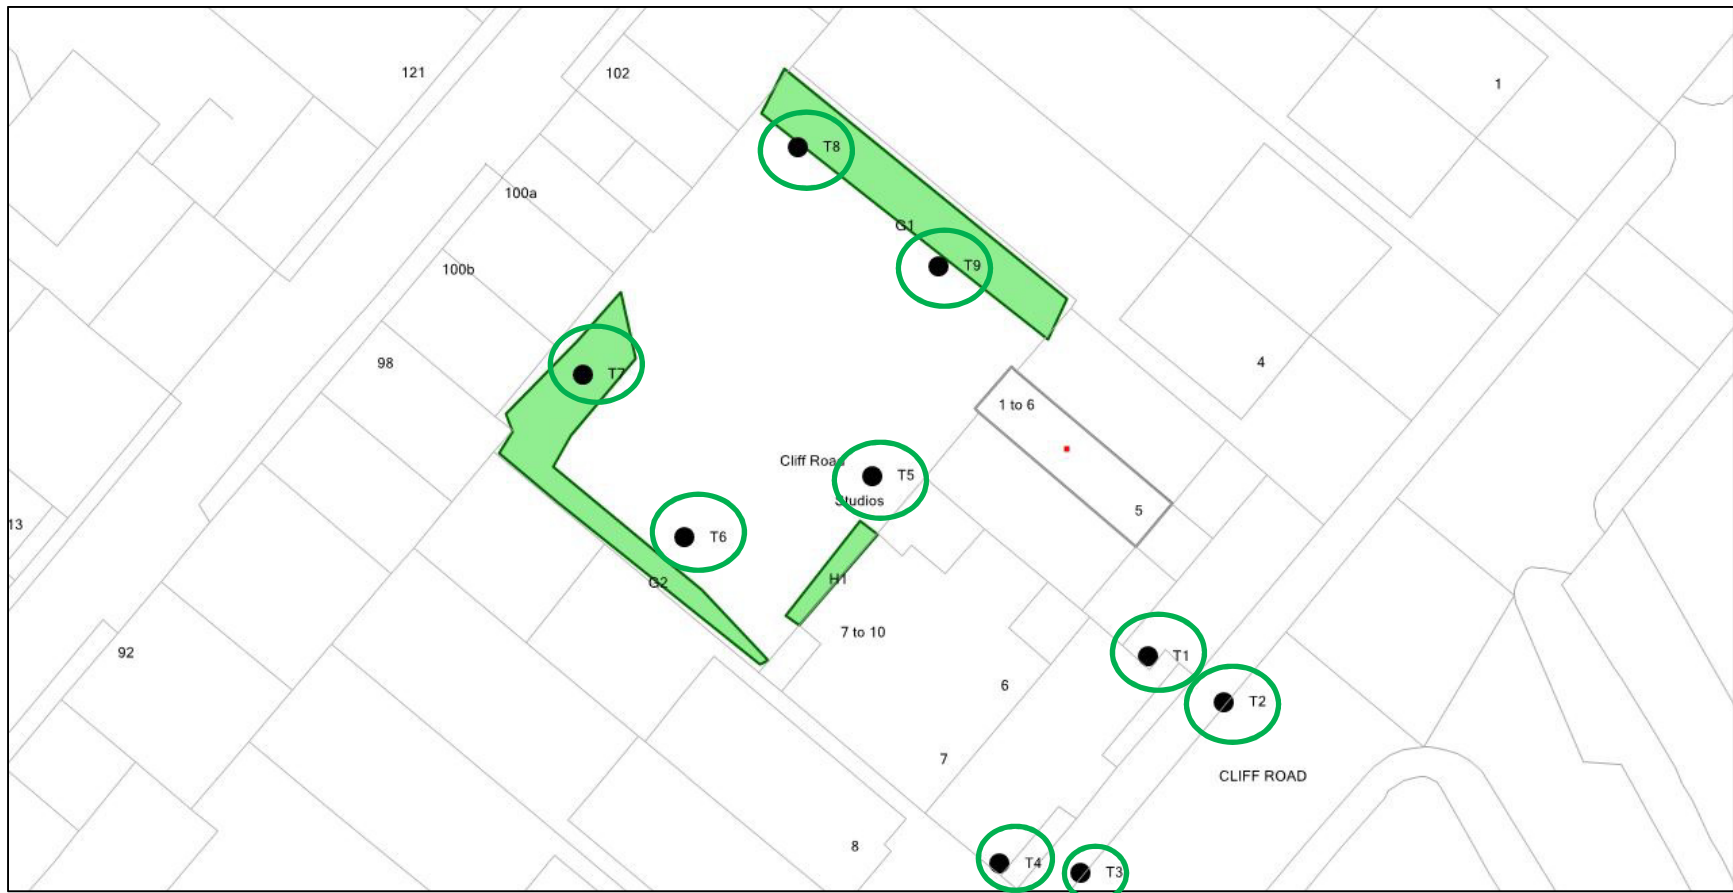 121
102
1
T8
100a
G1
T9
100b
98
T7
4
1 to 6
Cliff Road
Studios
T5
5
13
T6
G2
H1
7 to 10
92
T1
6
T2
7
CLIFF ROAD
8
T4
T3